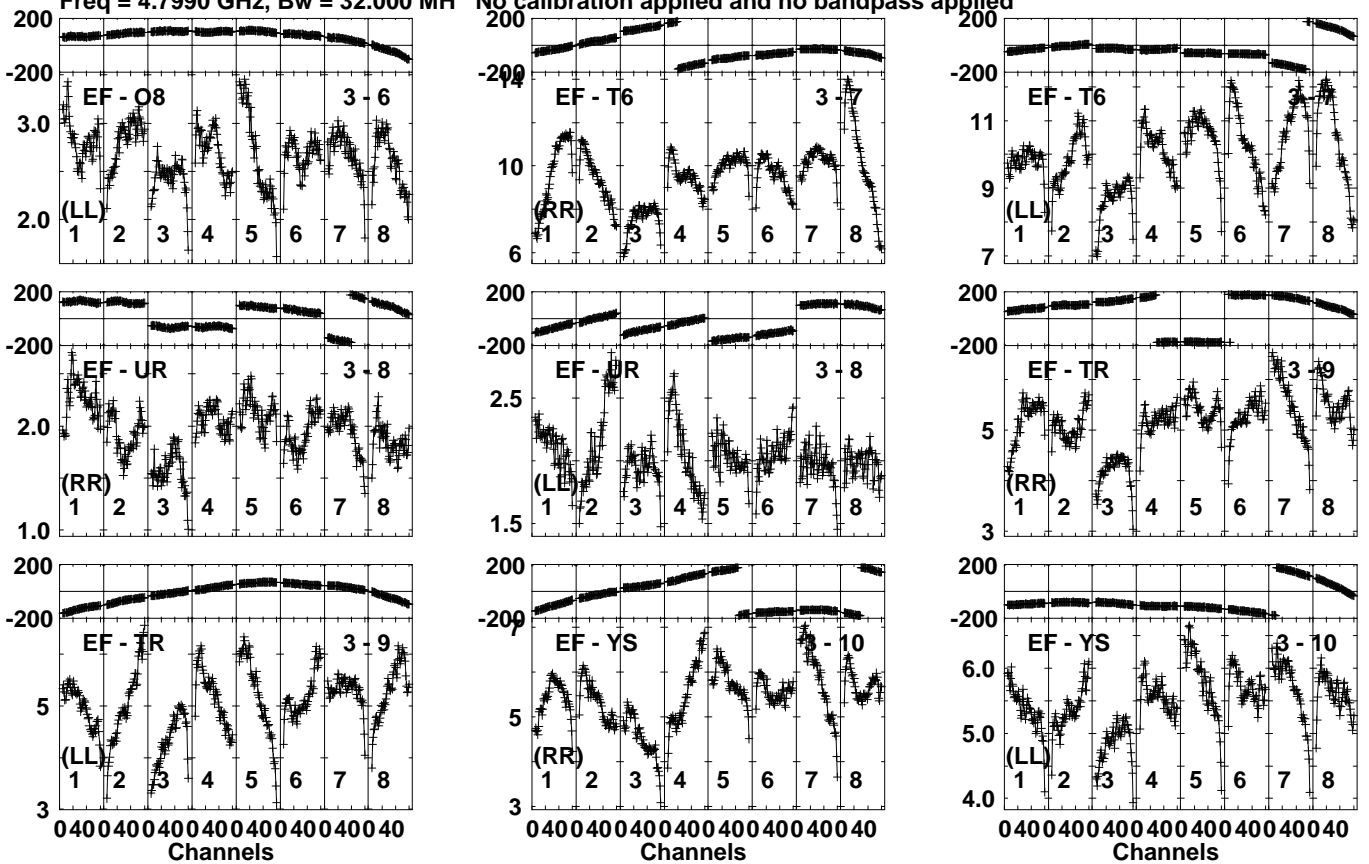 Freq = 4.7990 GHz, Bw = 32.000 MH No calibration applied and no bandpass applied
200
-200
EF - O8 3 - 6
3.0
2.0
(LL)
1 2 3 4 5 6 7 8
200
-200
14
EF - T6 3 - 7
10
6
(RR)
1 2 3 4 5 6 7 8
200
-200
EF - T6 3 - 7
11
9
7
(LL)
1 2 3 4 5 6 7 8
200
-200
EF - UR 3 - 8
2.0
1.0
(RR)
1 2 3 4 5 6 7 8
200
-200
EF - UR 3 - 8
2.5
1.5
(LL)
1 2 3 4 5 6 7 8
200
-200
EF - TR 3 - 9
5
3
(RR)
1 2 3 4 5 6 7 8
200
-200
EF - TR 3 - 9
5
3
(LL)
1 2 3 4 5 6 7 8
0 40 0 40 0 40 0 40 0 40 0 40 0 40 0 40
Channels
200
-200
7
EF - YS 3 - 10
5
3
(RR)
1 2 3 4 5 6 7 8
0 40 0 40 0 40 0 40 0 40 0 40 0 40 0 40
Channels
200
-200
EF - YS 3 - 10
6.0
5.0
4.0
(LL)
1 2 3 4 5 6 7 8
0 40 0 40 0 40 0 40 0 40 0 40 0 40 0 40
Channels